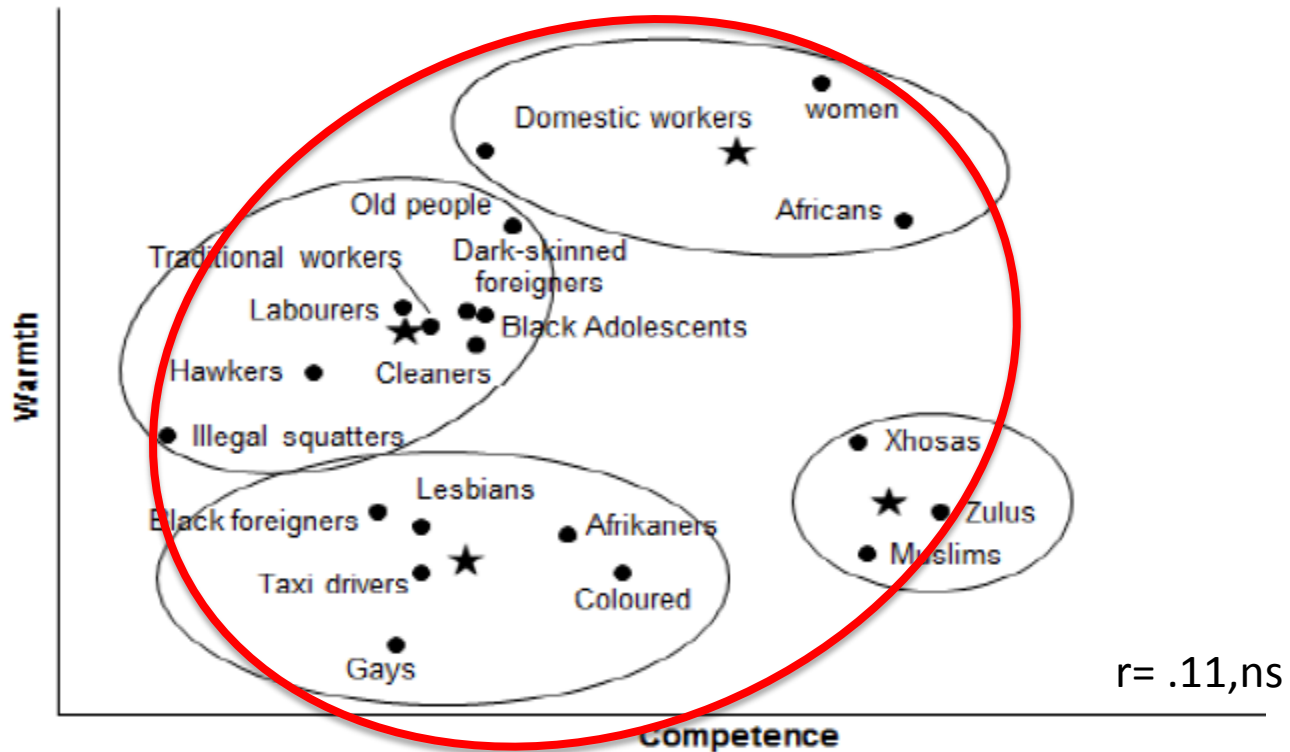 women
Domestic workers
Old people
Africans
Traditional workers
Dark-skinned
foreigners
Labourers
Black Adolescents
Warmth
Hawkers
Cleaners
Illegal squatters
Xhosas
Lesbians
Black foreigners
Afrikaners
Zulus
Muslims
Taxi drivers
Coloured
Gays
r= .11,ns
Competence